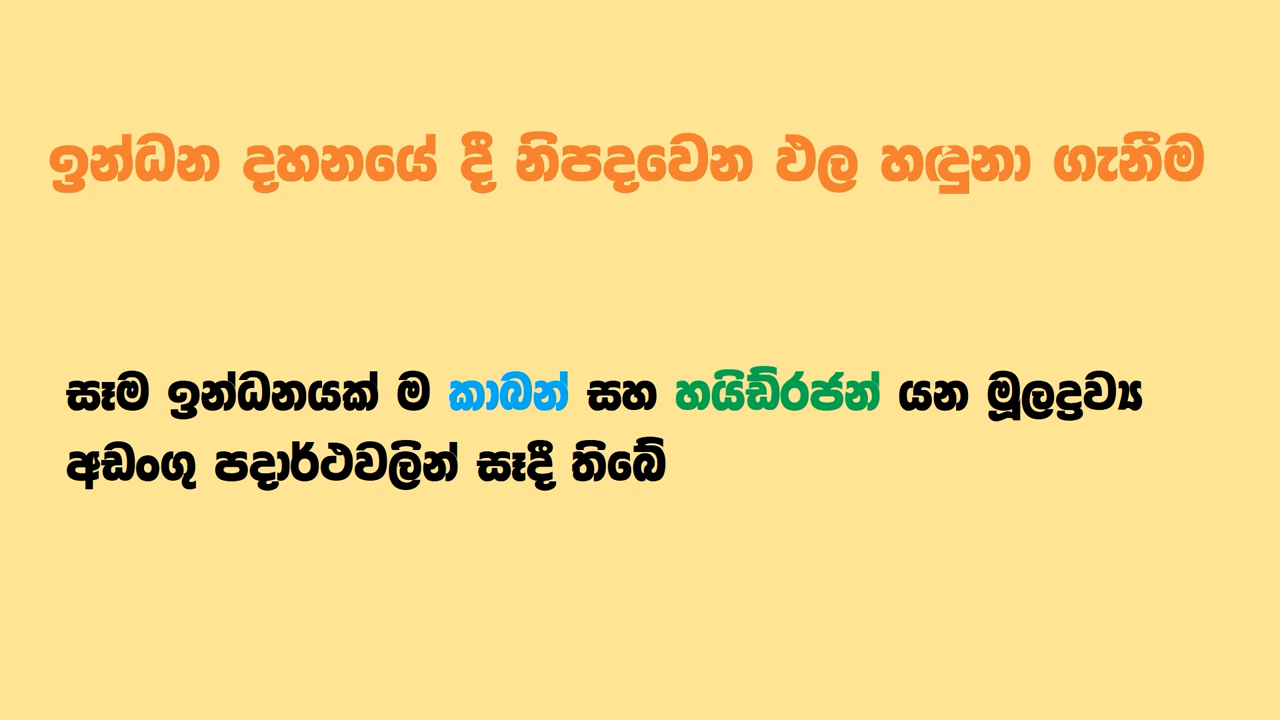 ඉන්ධන දහනයේ දී නිපදවෙන ඵල හඳුනා ගැනීම
සෑම ඉන්ධනයක් ම කාබන් සහ හයිඩ්රජන් යන මූලද්‍රව්‍ය
අඩංගු පදාර්ථවලින් සෑදී තිබේ